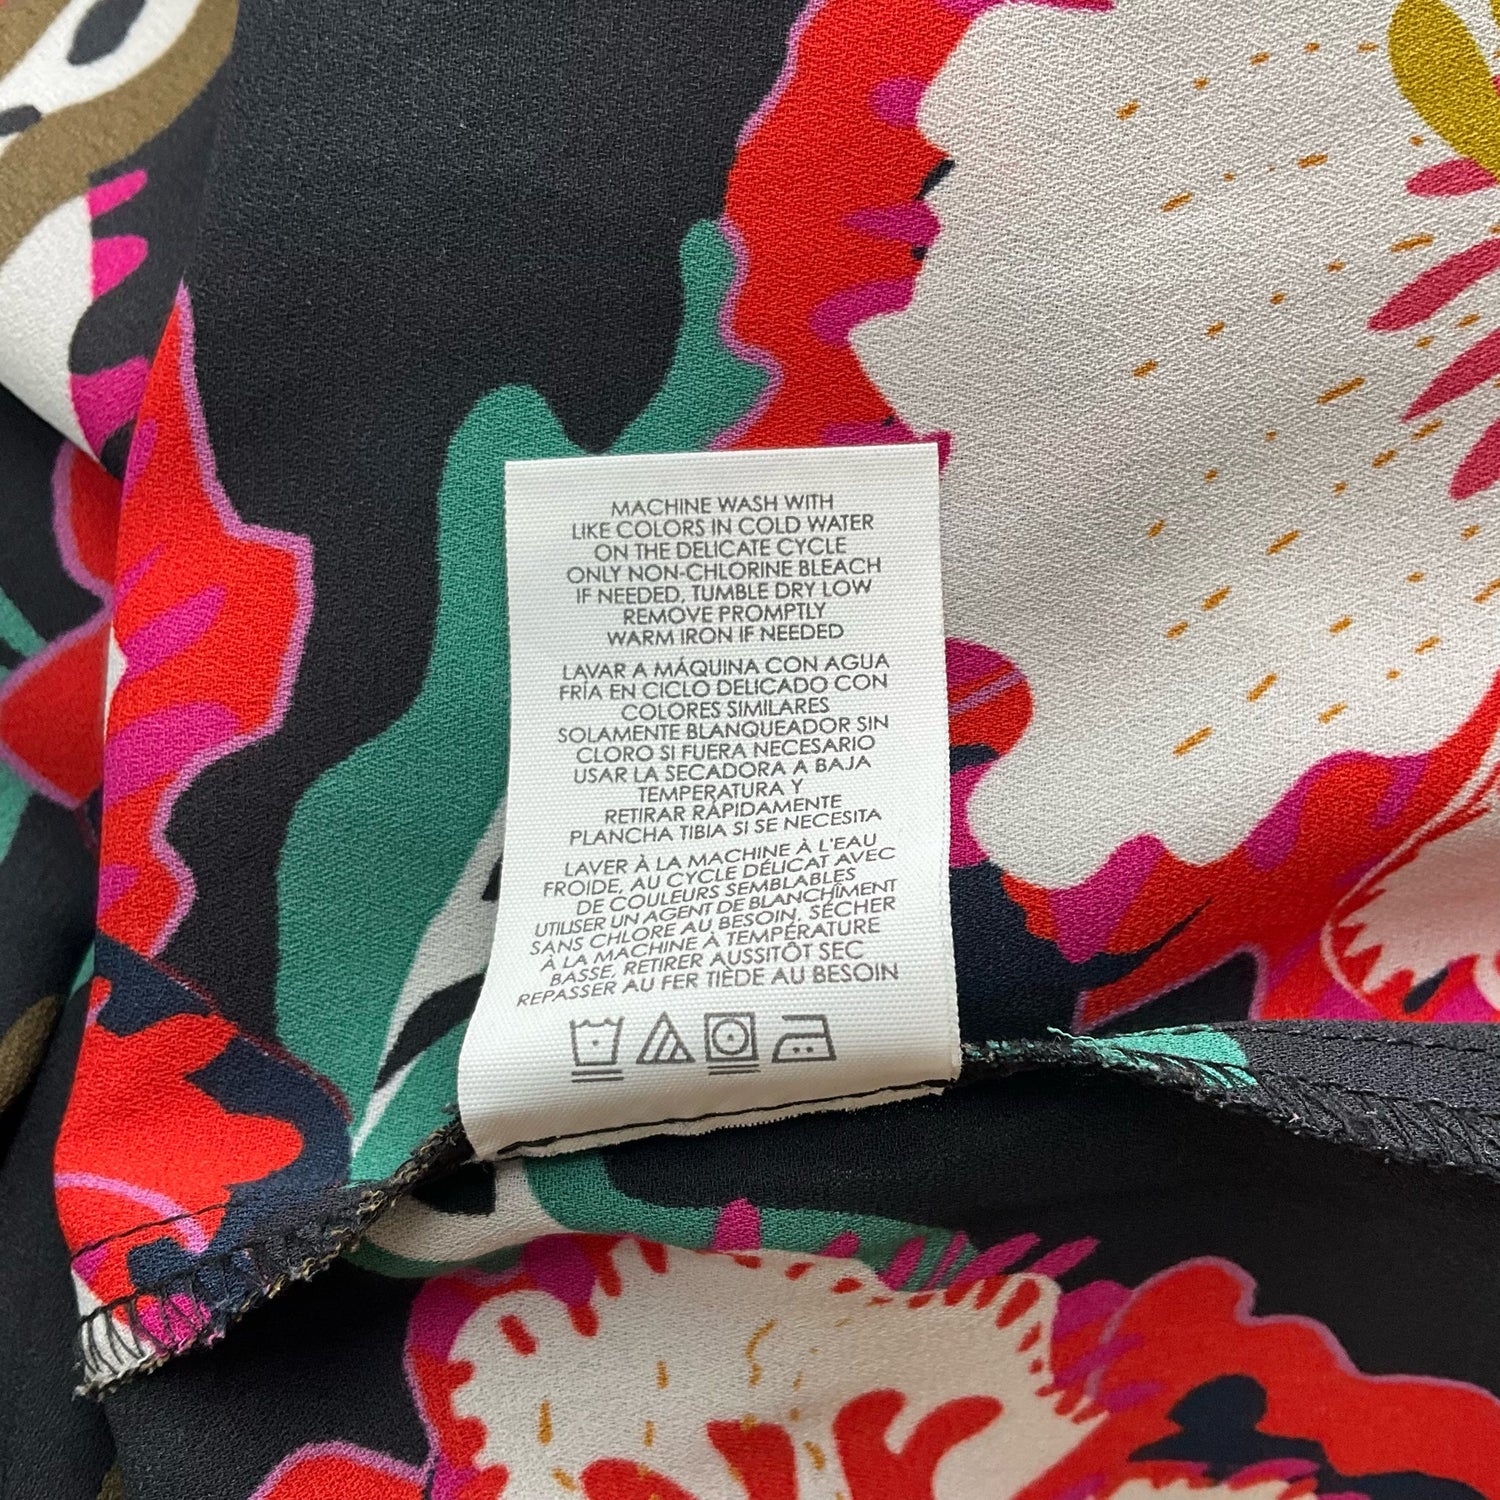 MACHINE WASH WITH
LIKE COLORS IN COLD WATER
ON THE DELICATE CYCLE
ONLY NON-CHLORINE BLEACH
IF NEEDED, TUMBLE DRY LOW
REMOVE PROMPTLY
WARM IRON IF NEEDED
LAVAR A MÁQUINA CON AGUA
FRÍA EN CICLO DELICADO CON
COLORES SIMILARES
SOLAMENTE BLANQUEADOR SIN
CLORO SI FUERA NECESARIO
USAR LA SECADORA A BAJA
TEMPERATURA Y
RETIRAR RÁPIDAMENTE
PLANCHA TIBIA SI SE NECESITA
LAVER À LA MACHINE À L'EAU
FROIDE, AU CYCLE DÉLICAT AVEC
DE COULEURS SEMBLABLES
UTILISER UN AGENT DE BLANCHÎMENT
SANS CHLORE AU BESOIN, SÉCHER
À LA MACHINE À TEMPÉRATURE
BASSE, RETIRER AUSSITÔT SEC
REPASSER AU FER TIÈDE AU BESOIN